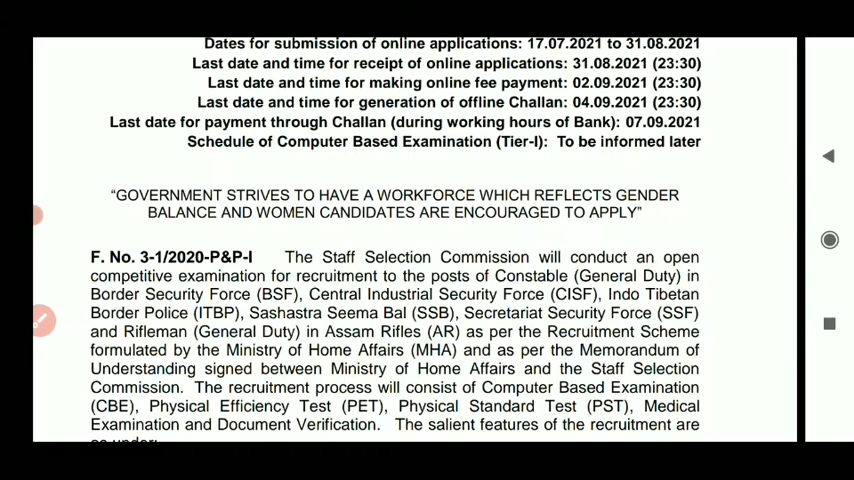 Dates for submission of online applications: 17.07.2021 to 31.08.2021
Last date and time for receipt of online applications: 31.08.2021 (23:30)
Last date and time for making online fee payment: 02.09.2021 (23:30)
Last date and time for generation of offline Challan: 04.09.2021 (23:30)
Last date for payment through Challan (during working hours of Bank): 07.09.2021
Schedule of Computer Based Examination (Tier-I): To be informed later
“GOVERNMENT STRIVES TO HAVE A WORKFORCE WHICH REFLECTS GENDER
BALANCE AND WOMEN CANDIDATES ARE ENCOURAGED TO APPLY”
F. No. 3-1/2020-P&P-I The Staff Selection Commission will conduct an open
competitive examination for recruitment to the posts of Constable (General Duty) in
Border Security Force (BSF), Central Industrial Security Force (CISF), Indo Tibetan
Border Police (ITBP), Sashastra Seema Bal (SSB), Secretariat Security Force (SSF)
and Rifleman (General Duty) in Assam Rifles (AR) as per the Recruitment Scheme
formulated by the Ministry of Home Affairs (MHA) and as per the Memorandum of
Understanding signed between Ministry of Home Affairs and the Staff Selection
Commission. The recruitment process will consist of Computer Based Examination
(CBE), Physical Efficiency Test (PET), Physical Standard Test (PST), Medical
Examination and Document Verification. The salient features of the recruitment are
as under: